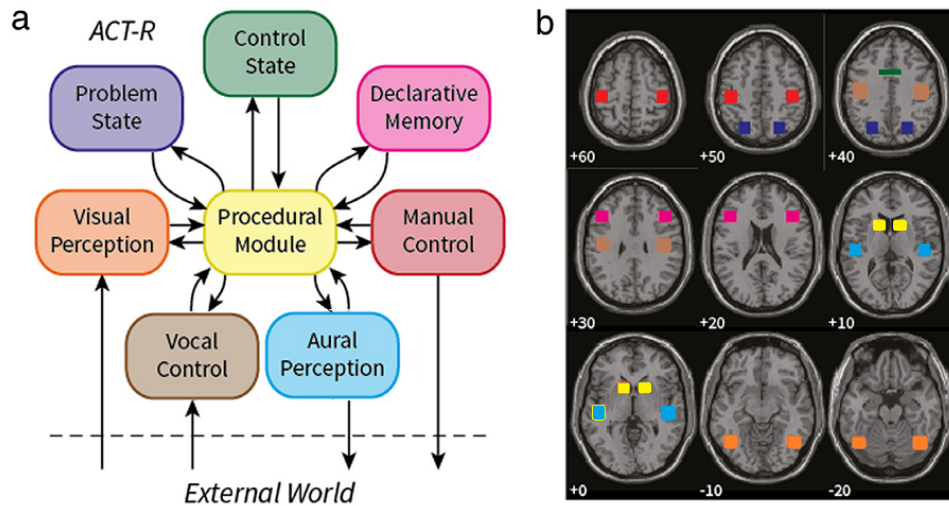 a
ACT-R
Control
State
Problem
State
Declarative
Memory
Visual
Perception
Procedural
Module
Manual
Control
Vocal
Control
Aural
Perception
External World
b
+60
+50
+40
+30
+20
+10
+0
-10
-20